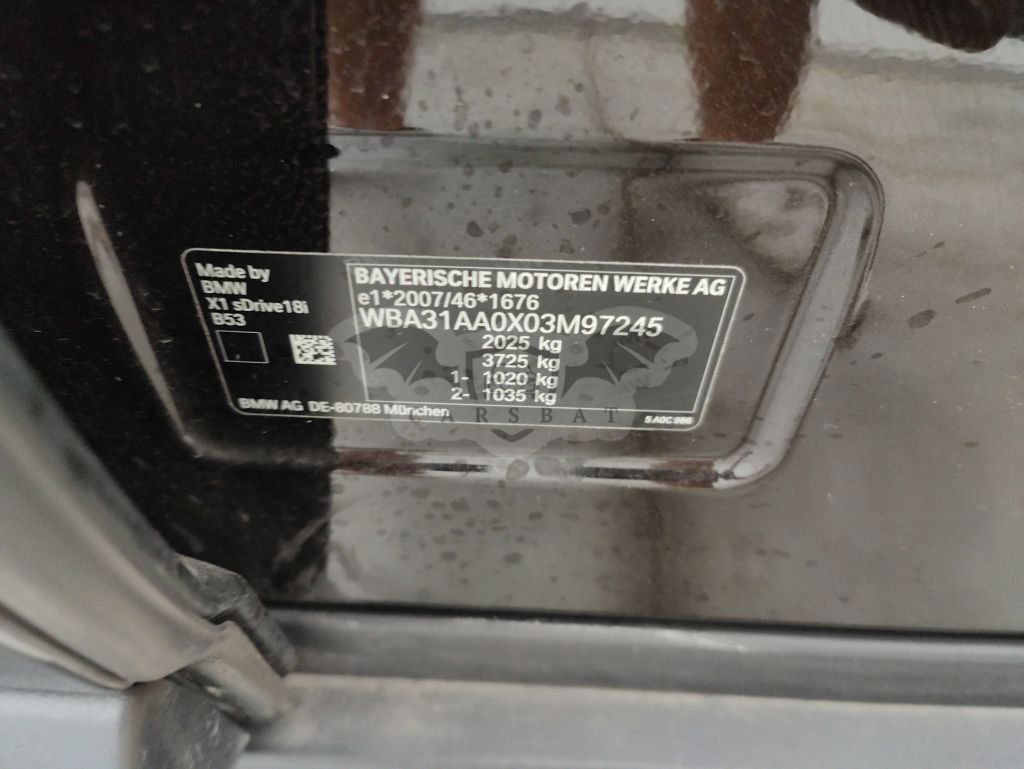 Made by
BMW
X1 sDrive18i
B53
BAYERISCHE MOTOREN WERKE AG
e1*2007/46*1676
WBA31AA0X03M97245
2025 kg
3725 kg
1- 1020 kg
2- 1035 kg
BMW AG DE-80788 München
5 A0C 986
CARSBAT